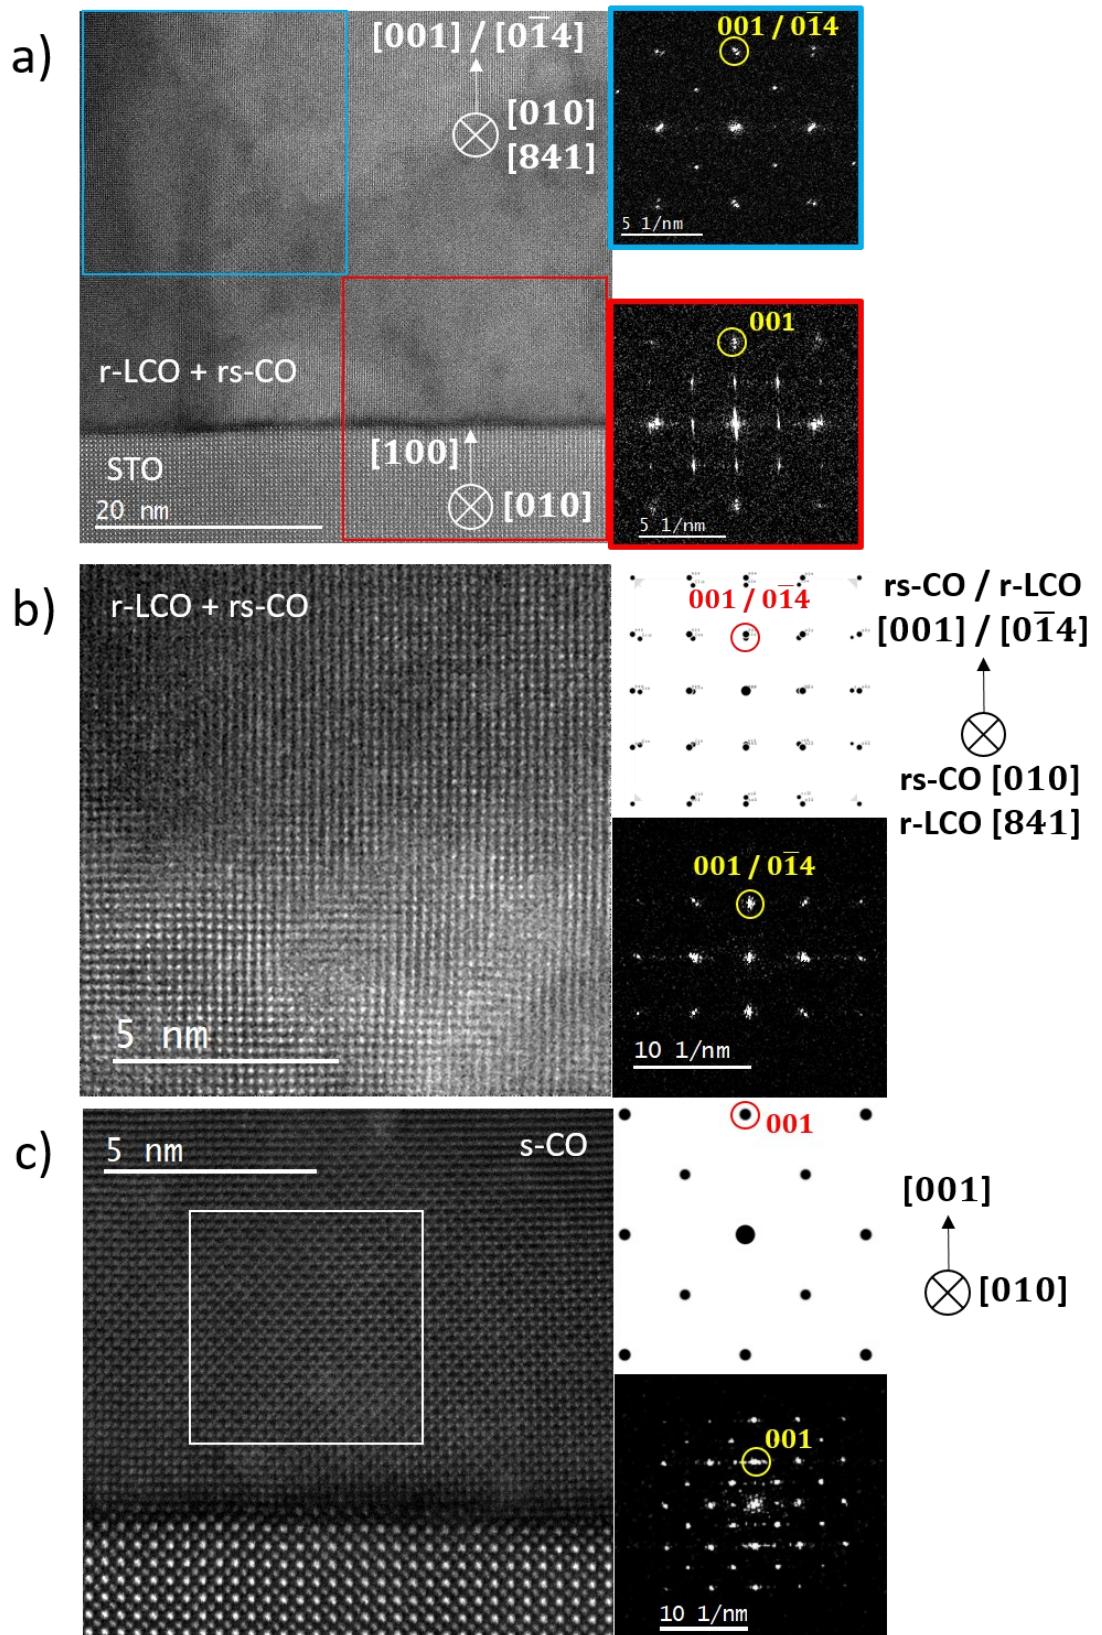 a)
[001] / [01̄4]
[010]
[841]
r-LCO + rs-CO
STO
20 nm
[100]
[010]
001 / 01̄4
5 1/nm
001
5 1/nm
b)
r-LCO + rs-CO
5 nm
001 / 01̄4
rs-CO / r-LCO
[001] / [01̄4]
rs-CO [010]
r-LCO [841]
001 / 01̄4
10 1/nm
c)
5 nm
s-CO
001
[001]
[010]
001
10 1/nm